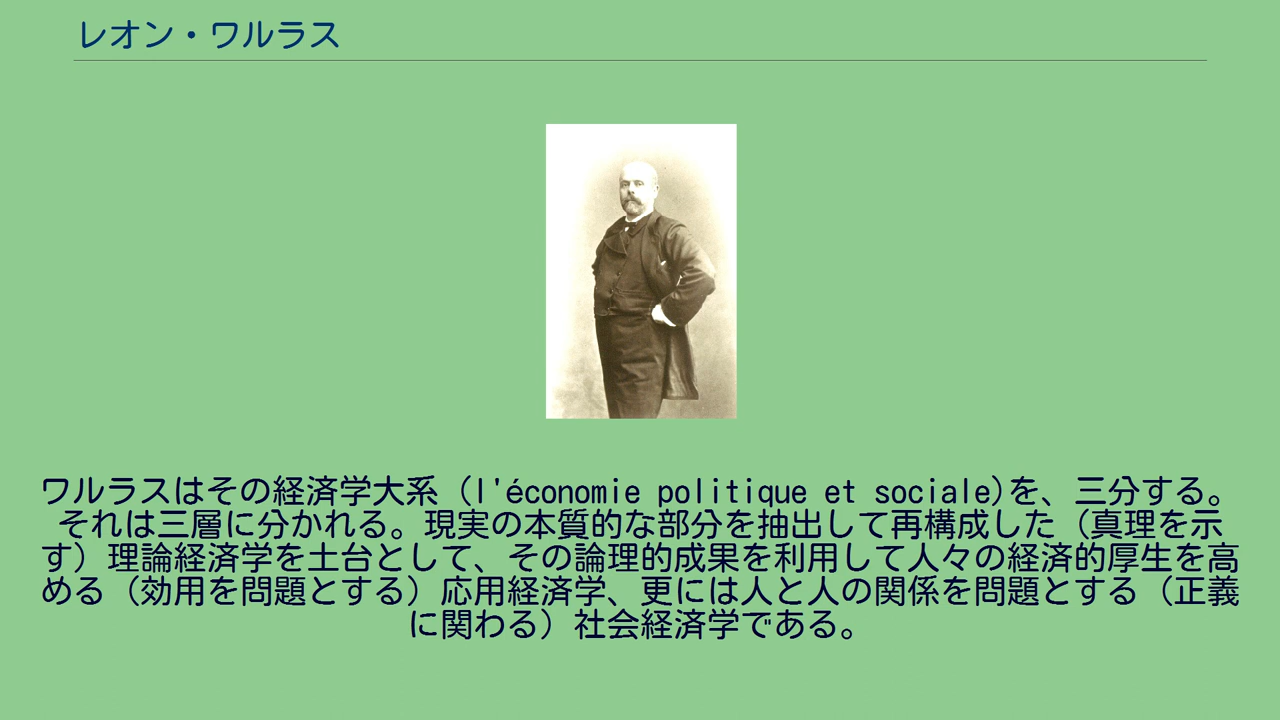 レオン・ワルラス
ワルラスはその経済学大系（l'économie politique et sociale)を、三分する。
それは三層に分かれる。現実の本質的な部分を抽出して再構成した（真理を示
す）理論経済学を土台として、その論理的成果を利用して人々の経済的厚生を高
める（効用を問題とする）応用経済学、更には人と人の関係を問題とする（正義
に関わる）社会経済学である。